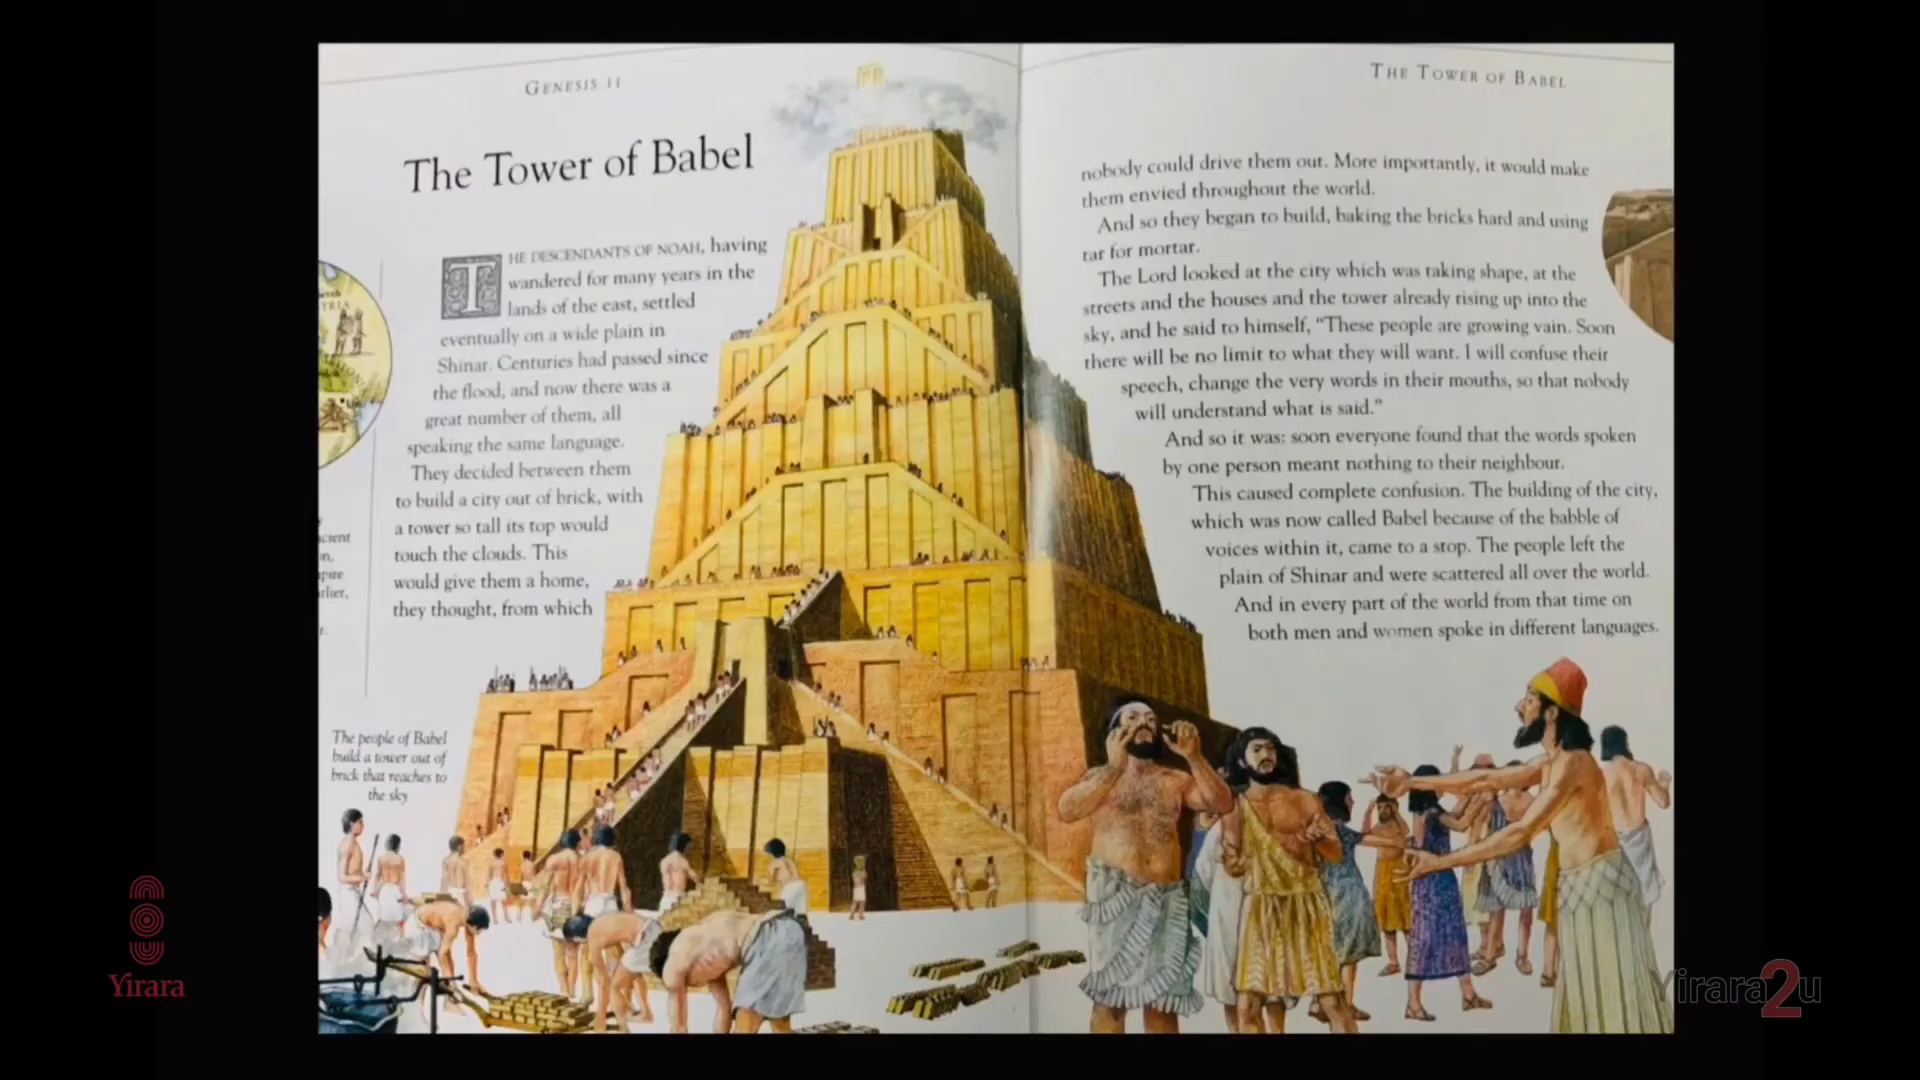 GENESIS 11
The Tower of Babel
THE DESCENDANTS OF NOAH, having
wandered for many years in the
lands of the east, settled
eventually on a wide plain in
Shinar. Centuries had passed since
the flood, and now there was a
great number of them, all
speaking the same language.
They decided between them
to build a city out of brick, with
a tower so tall its top would
touch the clouds. This
would give them a home,
they thought, from which
The people of Babel
build a tower out of
brick that reaches to
the sky
THE TOWER OF BABEL
nobody could drive them out. More importantly, it would make
them envied throughout the world.
And so they began to build, baking the bricks hard and using
tar for mortar.
The Lord looked at the city which was taking shape, at the
streets and the houses and the tower already rising up into the
sky, and he said to himself, “These people are growing vain. Soon
there will be no limit to what they will want. I will confuse their
speech, change the very words in their mouths, so that nobody
will understand what is said.”
And so it was: soon everyone found that the words spoken
by one person meant nothing to their neighbour.
This caused complete confusion. The building of the city,
which was now called Babel because of the babble of
voices within it, came to a stop. The people left the
plain of Shinar and were scattered all over the world.
And in every part of the world from that time on
both men and women spoke in different languages.
Yirara
Yirara2u